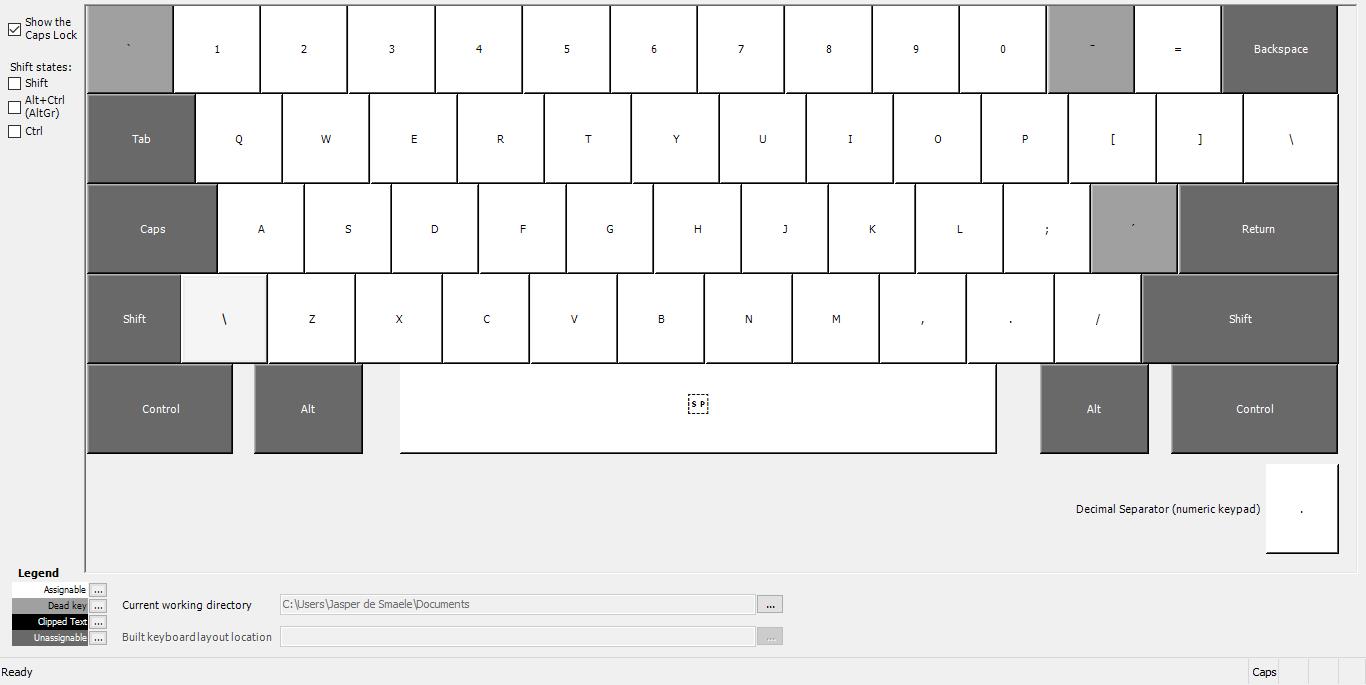 Show the
Caps Lock
Shift states:
Shift
Alt+Ctrl
(AltGr)
Ctrl
` 1 2 3 4 5 6 7 8 9 0 ¯ = Backspace
Tab Q W E R T Y U I O P [ ] \
Caps A S D F G H J K L ; ´ Return
Shift \ Z X C V B N M , . / Shift
Control Alt SP Alt Control
Decimal Separator (numeric keypad) .
Legend
Assignable ...
Dead key ...
Clipped Text ...
Unassignable ...
Current working directory C:\Users\Jasper de Smaele\Documents ...
Built keyboard layout location ...
Ready Caps